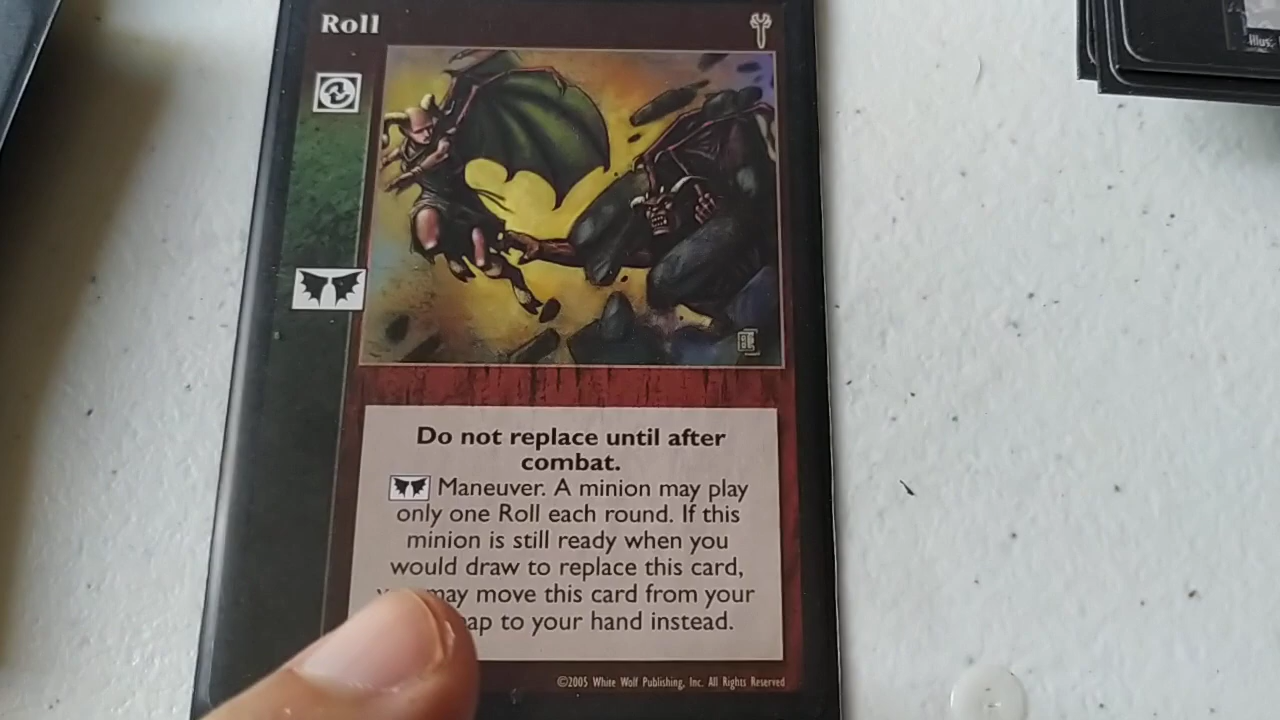 Roll
Illus:
Do not replace until after
combat.
Maneuver. A minion may play
only one Roll each round. If this
minion is still ready when you
would draw to replace this card,
may move this card from your
to your hand instead.
©2005 White Wolf Publishing, Inc. All Rights Reserved